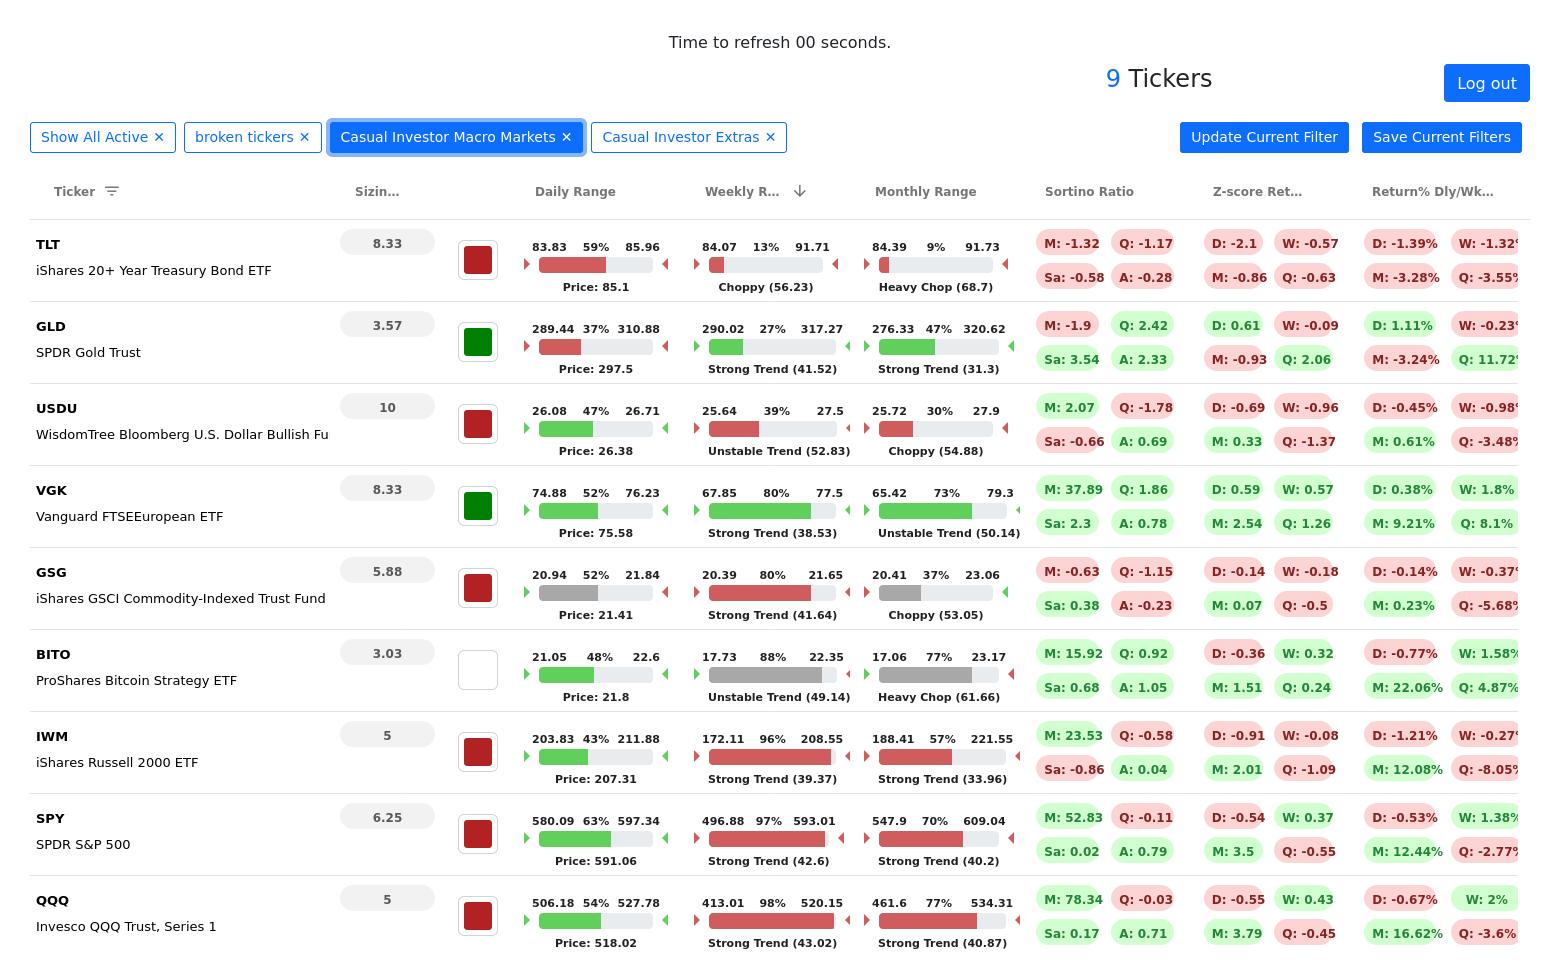 Time to refresh 00 seconds.
9 Tickers
Log out
Show All Active ✕ broken tickers ✕ Casual Investor Macro Markets ✕ Casual Investor Extras ✕ Update Current Filter Save Current Filters
Ticker Sizin... Daily Range Weekly R... Monthly Range Sortino Ratio Z-score Ret... Return% Dly/Wk...
TLT 8.33 M: -1.32 Q: -1.17 D: -2.1 W: -0.57 D: -1.39% W: -1.32%
83.83 59% 85.96 84.07 13% 91.71 84.39 9% 91.73
iShares 20+ Year Treasury Bond ETF Sa: -0.58 A: -0.28 M: -0.86 Q: -0.63 M: -3.28% Q: -3.55%
Price: 85.1 Choppy (56.23) Heavy Chop (68.7)
GLD 3.57 M: -1.9 Q: 2.42 D: 0.61 W: -0.09 D: 1.11% W: -0.23%
289.44 37% 310.88 290.02 27% 317.27 276.33 47% 320.62
SPDR Gold Trust Sa: 3.54 A: 2.33 M: -0.93 Q: 2.06 M: -3.24% Q: 11.72%
Price: 297.5 Strong Trend (41.52) Strong Trend (31.3)
USDU 10 M: 2.07 Q: -1.78 D: -0.69 W: -0.96 D: -0.45% W: -0.98%
26.08 47% 26.71 25.64 39% 27.5 25.72 30% 27.9
WisdomTree Bloomberg U.S. Dollar Bullish Fu Sa: -0.66 A: 0.69 M: 0.33 Q: -1.37 M: 0.61% Q: -3.48%
Price: 26.38 Unstable Trend (52.83) Choppy (54.88)
VGK 8.33 M: 37.89 Q: 1.86 D: 0.59 W: 0.57 D: 0.38% W: 1.8%
74.88 52% 76.23 67.85 80% 77.5 65.42 73% 79.3
Vanguard FTSEEuropean ETF Sa: 2.3 A: 0.78 M: 2.54 Q: 1.26 M: 9.21% Q: 8.1%
Price: 75.58 Strong Trend (38.53) Unstable Trend (50.14)
GSG 5.88 M: -0.63 Q: -1.15 D: -0.14 W: -0.18 D: -0.14% W: -0.37%
20.94 52% 21.84 20.39 80% 21.65 20.41 37% 23.06
iShares GSCI Commodity-Indexed Trust Fund Sa: 0.38 A: -0.23 M: 0.07 Q: -0.5 M: 0.23% Q: -5.68%
Price: 21.41 Strong Trend (41.64) Choppy (53.05)
BITO 3.03 M: 15.92 Q: 0.92 D: -0.36 W: 0.32 D: -0.77% W: 1.58%
21.05 48% 22.6 17.73 88% 22.35 17.06 77% 23.17
ProShares Bitcoin Strategy ETF Sa: 0.68 A: 1.05 M: 1.51 Q: 0.24 M: 22.06% Q: 4.87%
Price: 21.8 Unstable Trend (49.14) Heavy Chop (61.66)
IWM 5 M: 23.53 Q: -0.58 D: -0.91 W: -0.08 D: -1.21% W: -0.27%
203.83 43% 211.88 172.11 96% 208.55 188.41 57% 221.55
iShares Russell 2000 ETF Sa: -0.86 A: 0.04 M: 2.01 Q: -1.09 M: 12.08% Q: -8.05%
Price: 207.31 Strong Trend (39.37) Strong Trend (33.96)
SPY 6.25 M: 52.83 Q: -0.11 D: -0.54 W: 0.37 D: -0.53% W: 1.38%
580.09 63% 597.34 496.88 97% 593.01 547.9 70% 609.04
SPDR S&P 500 Sa: 0.02 A: 0.79 M: 3.5 Q: -0.55 M: 12.44% Q: -2.77%
Price: 591.06 Strong Trend (42.6) Strong Trend (40.2)
QQQ 5 M: 78.34 Q: -0.03 D: -0.55 W: 0.43 D: -0.67% W: 2%
506.18 54% 527.78 413.01 98% 520.15 461.6 77% 534.31
Invesco QQQ Trust, Series 1 Sa: 0.17 A: 0.71 M: 3.79 Q: -0.45 M: 16.62% Q: -3.6%
Price: 518.02 Strong Trend (43.02) Strong Trend (40.87)